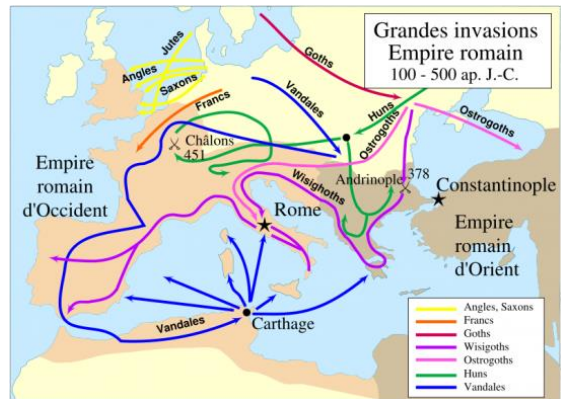 Grandes invasions
Empire romain
100 - 500 ap. J.-C.
Jutes
Angles
Saxons
Goths
Francs
Vandales
Huns
Ostrogoths
Ostrogoths
Châlons
451
Empire
romain
d'Occident
Wisighoths
Andrinople
378
Constantinople
Rome
Empire
romain
d'Orient
Vandales
Carthage
Angles, Saxons
Francs
Goths
Wisigoths
Ostrogoths
Huns
Vandales